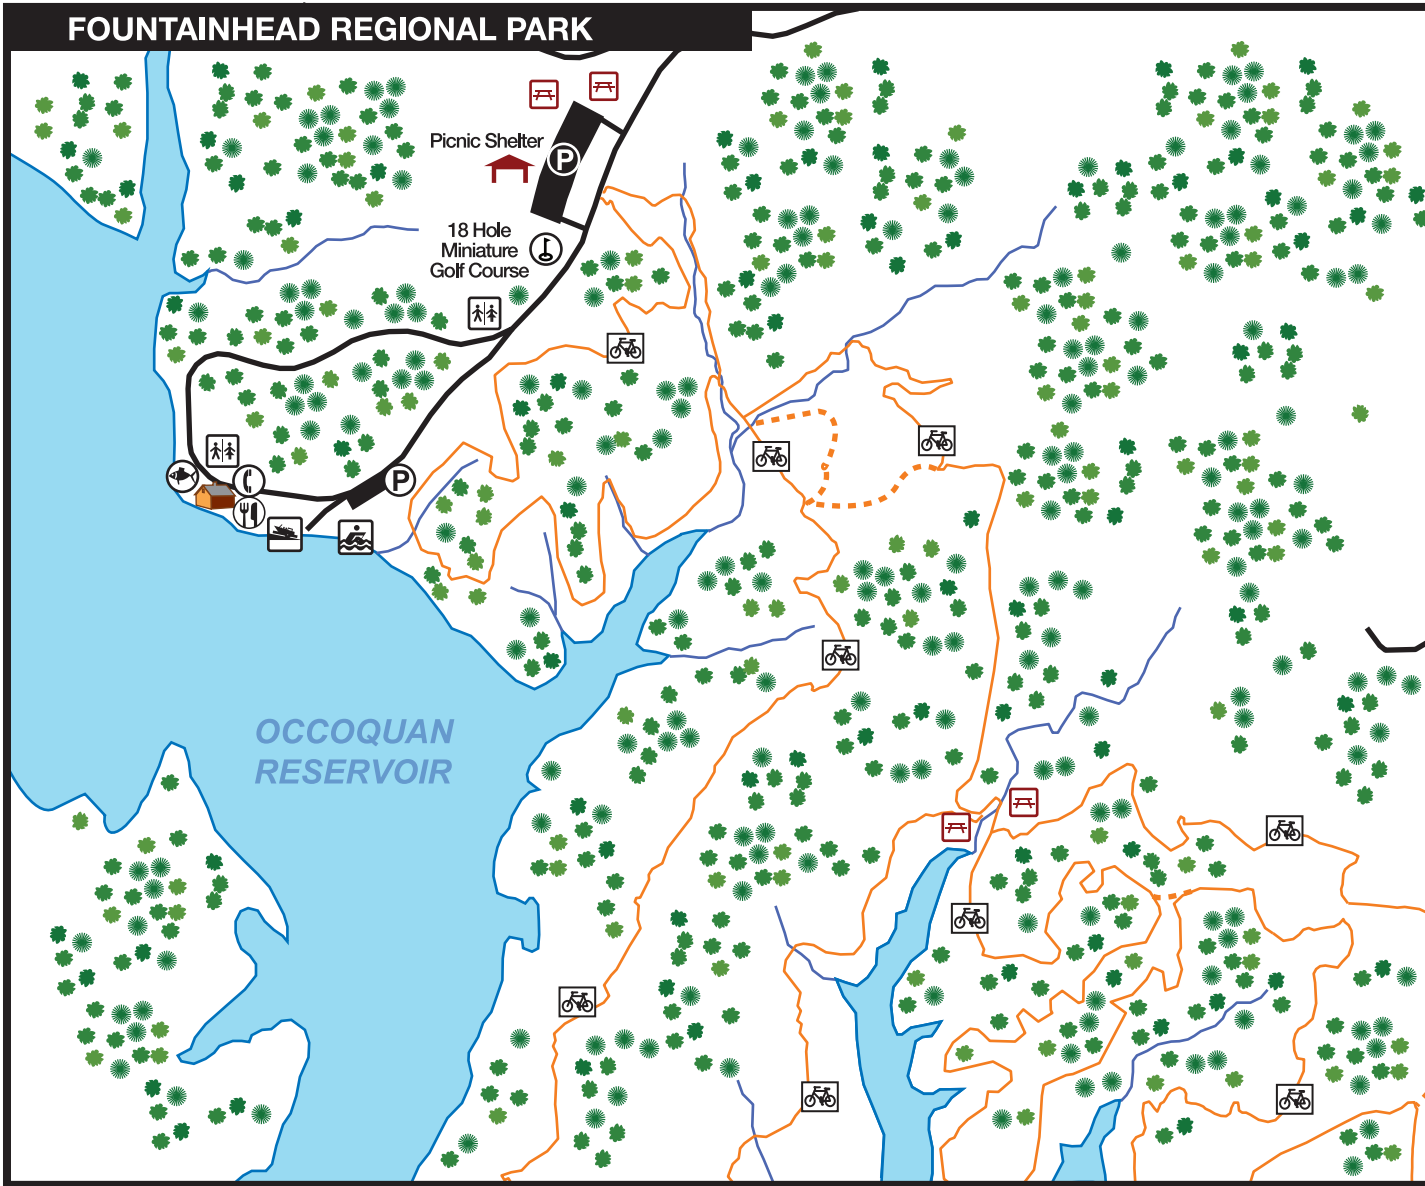 FOUNTAINHEAD REGIONAL PARK
Picnic Shelter
P
18 Hole
Miniature
Golf Course
P
OCCOQUAN
RESERVOIR